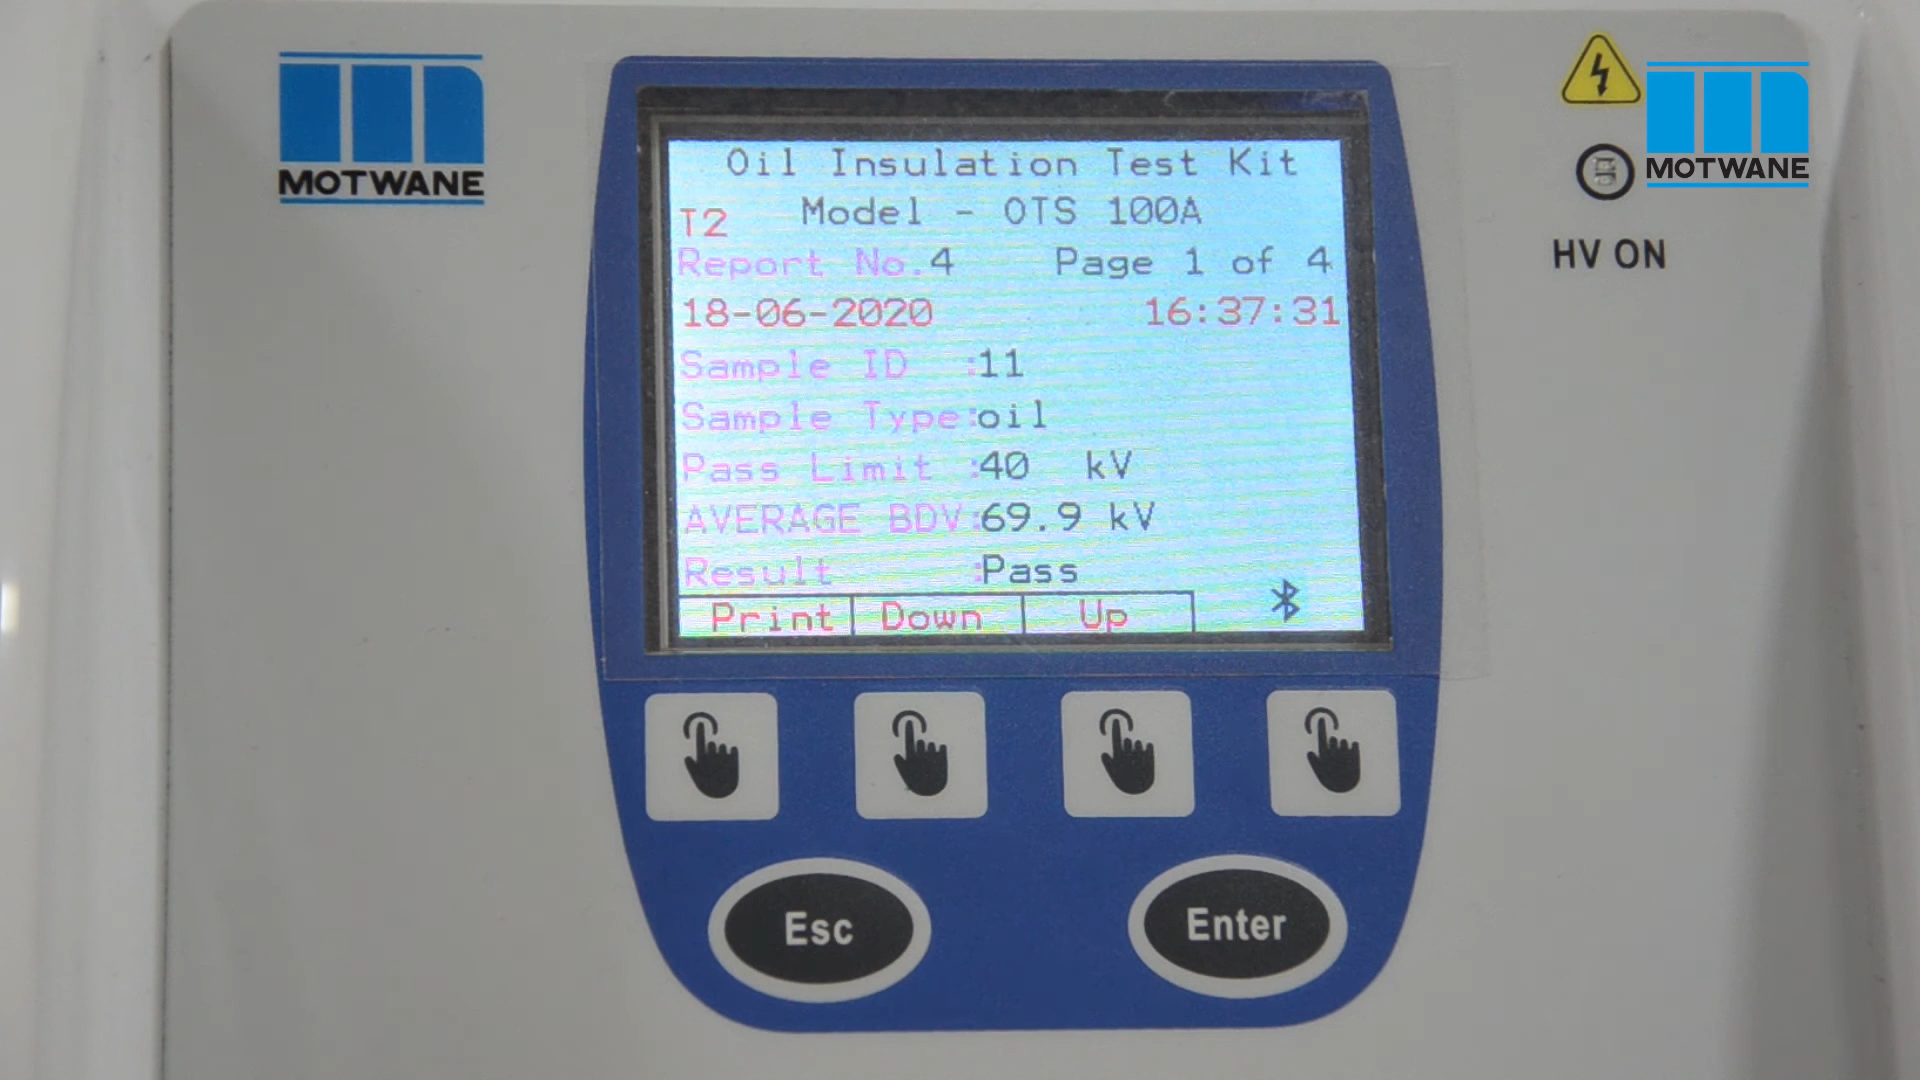 MOTWANE
MOTWANE
HV ON
Oil Insulation Test Kit
T2 Model - OTS 100A
Report No.4 Page 1 of 4
18-06-2020 16:37:31
Sample ID :11
Sample Type:oil
Pass Limit :40 kV
AVERAGE BDV:69.9 kV
Result :Pass
Print Down Up
Esc Enter